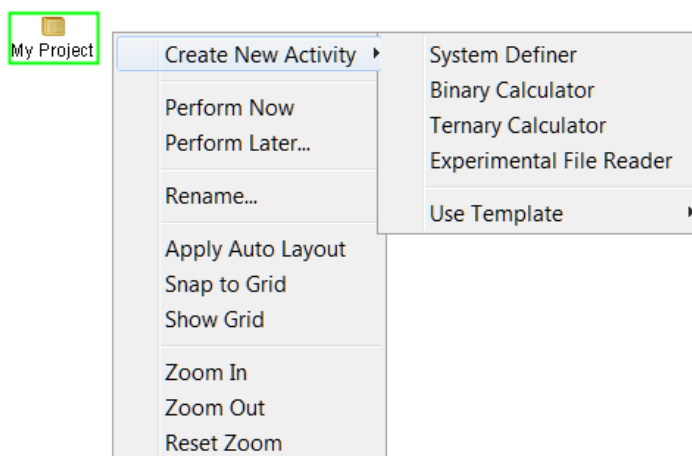 My Project
Create New Activity
Perform Now
Perform Later...
Rename...
Apply Auto Layout
Snap to Grid
Show Grid
Zoom In
Zoom Out
Reset Zoom
System Definer
Binary Calculator
Ternary Calculator
Experimental File Reader
Use Template